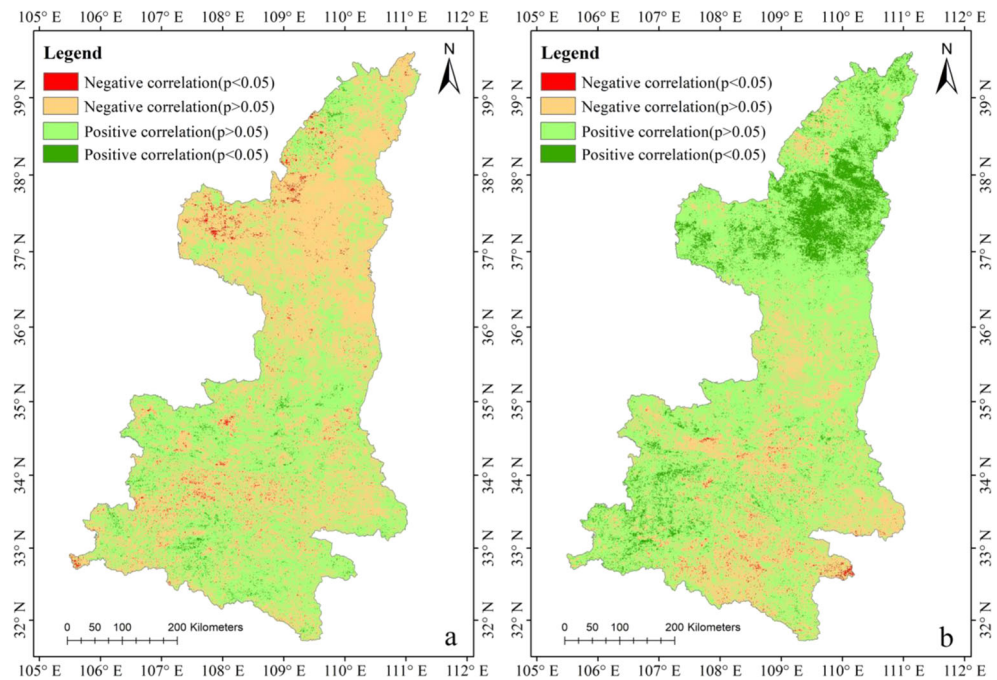 105° E 106° E 107° E 108° E 109° E 110° E 111° E 112° E
105° E 106° E 107° E 108° E 109° E 110° E 111° E 112° E
Legend
Negative correlation(p<0.05)
Negative correlation(p>0.05)
Positive correlation(p>0.05)
Positive correlation(p<0.05)
N
39° N
38° N
37° N
36° N
35° N
34° N
33° N
32° N
39° N
38° N
37° N
36° N
35° N
34° N
33° N
32° N
0 50 100 200 Kilometers
a
Legend
Negative correlation(p<0.05)
Negative correlation(p>0.05)
Positive correlation(p>0.05)
Positive correlation(p<0.05)
N
39° N
38° N
37° N
36° N
35° N
34° N
33° N
32° N
0 50 100 200 Kilometers
b
105° E 106° E 107° E 108° E 109° E 110° E 111° E 112° E
105° E 106° E 107° E 108° E 109° E 110° E 111° E 112° E